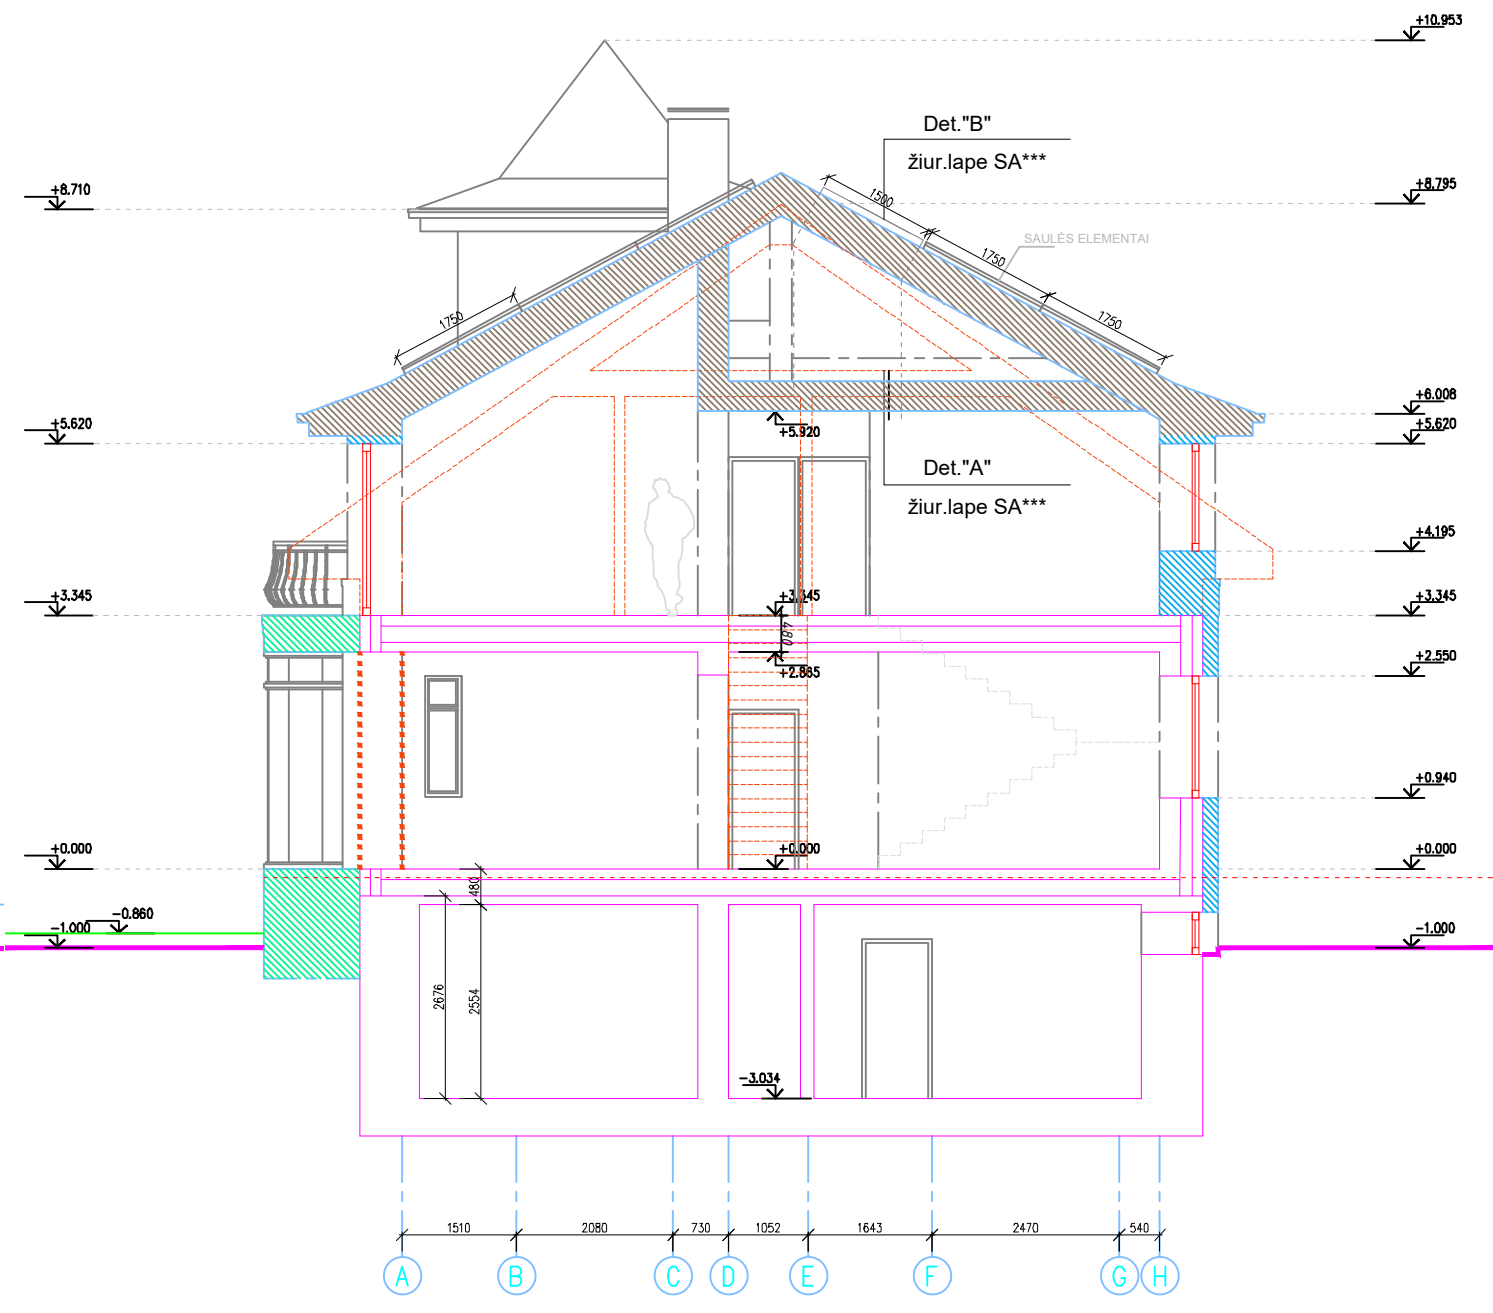 +10.953
Det."B"
žiur.lape SA***
+8.710
+8.795
1500
SAULĖS ELEMENTAI
1750
1750
1750
+6.008
+5.620
+5.920
+5.620
Det."A"
žiur.lape SA***
+4.195
+3.345
+3.345
+3.345
480
+2.865
+2.550
+0.940
+0.000
+0.000
+0.000
480
-0.860
-1.000
-1.000
2676
2554
-3.034
1510
2080
730
1052
1643
2470
540
A
B
C
D
E
F
G
H